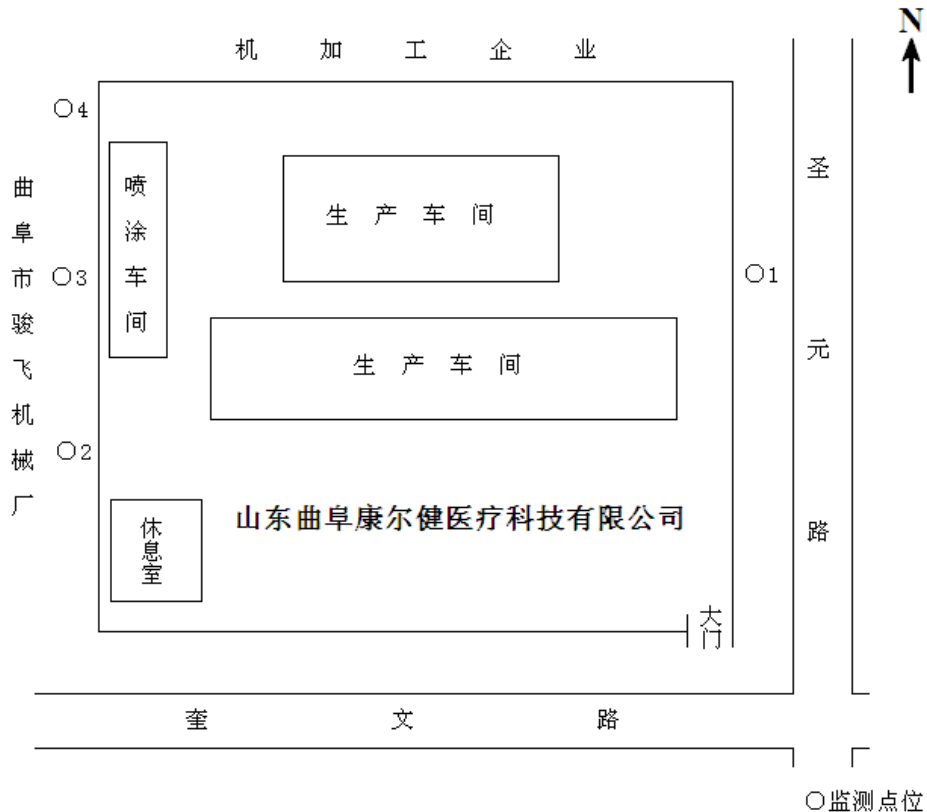 N
机加工企业
○4
曲阜市骏飞机械厂
喷涂车间
生产车间
圣元路
○3
○1
生产车间
○2
休息室
山东曲阜康尔健医疗科技有限公司
大门
奎文路
○监测点位